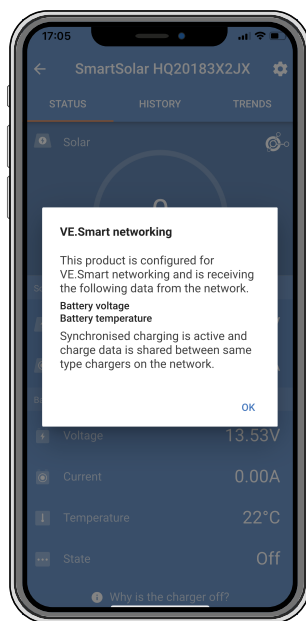 17:05
SmartSolar HQ20183X2JX
STATUS HISTORY TRENDS
Solar
VE.Smart networking
This product is configured for
VE.Smart networking and is receiving
the following data from the network.
Battery voltage
Battery temperature
Synchronised charging is active and
charge data is shared between same
type chargers on the network.
OK
Voltage 13.53V
Current 0.00A
Temperature 22°C
State Off
Why is the charger off?